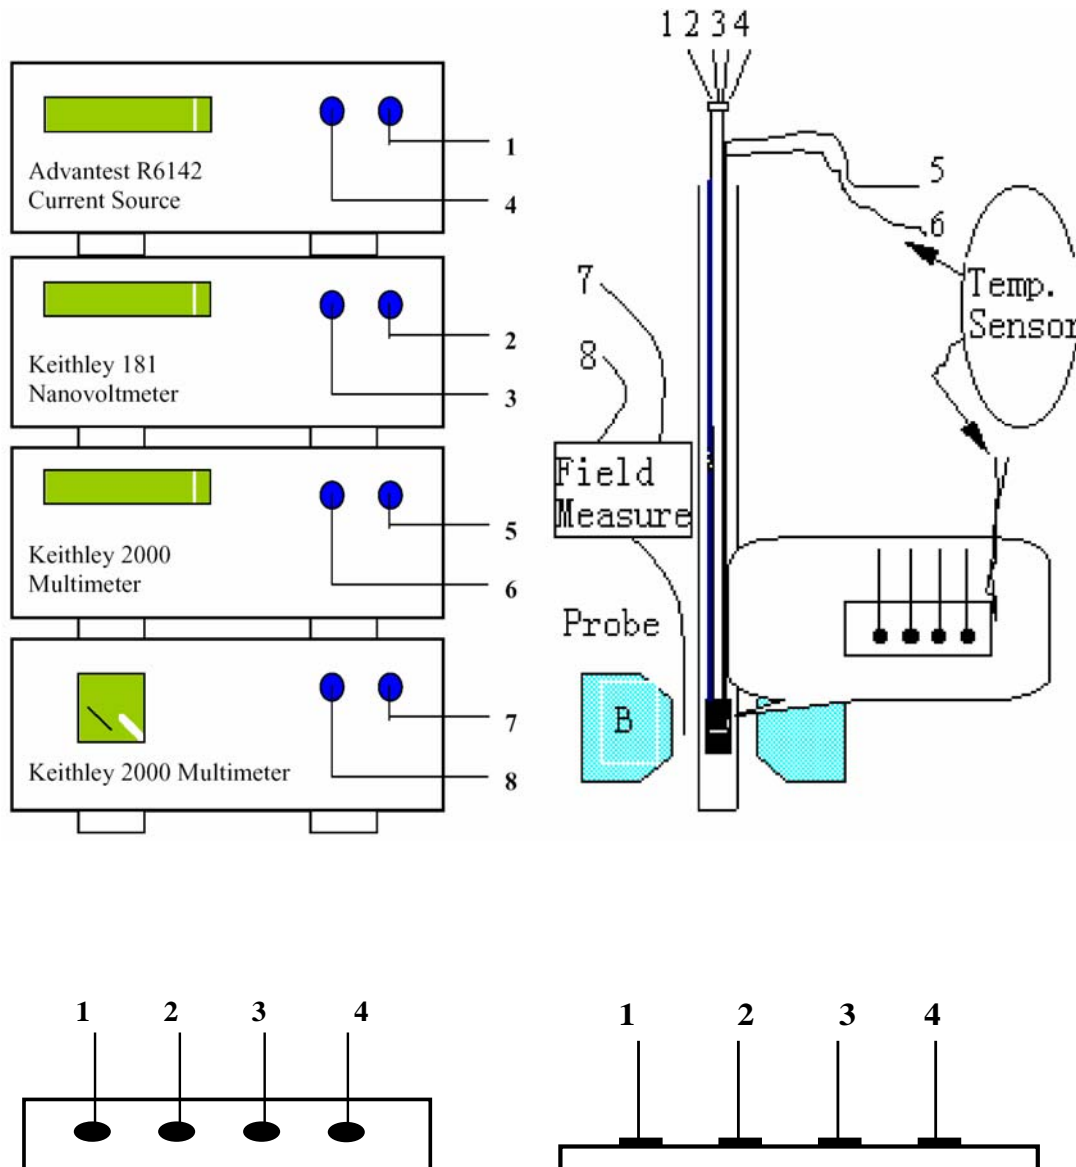 Advantest R6142
Current Source
1
4
Keithley 181
Nanovoltmeter
2
3
Keithley 2000
Multimeter
5
6
Keithley 2000 Multimeter
7
8
1 2 3 4
5
6
Temp.
Sensor
7
8
Field
Measure
Probe
B
1 2 3 4
1 2 3 4